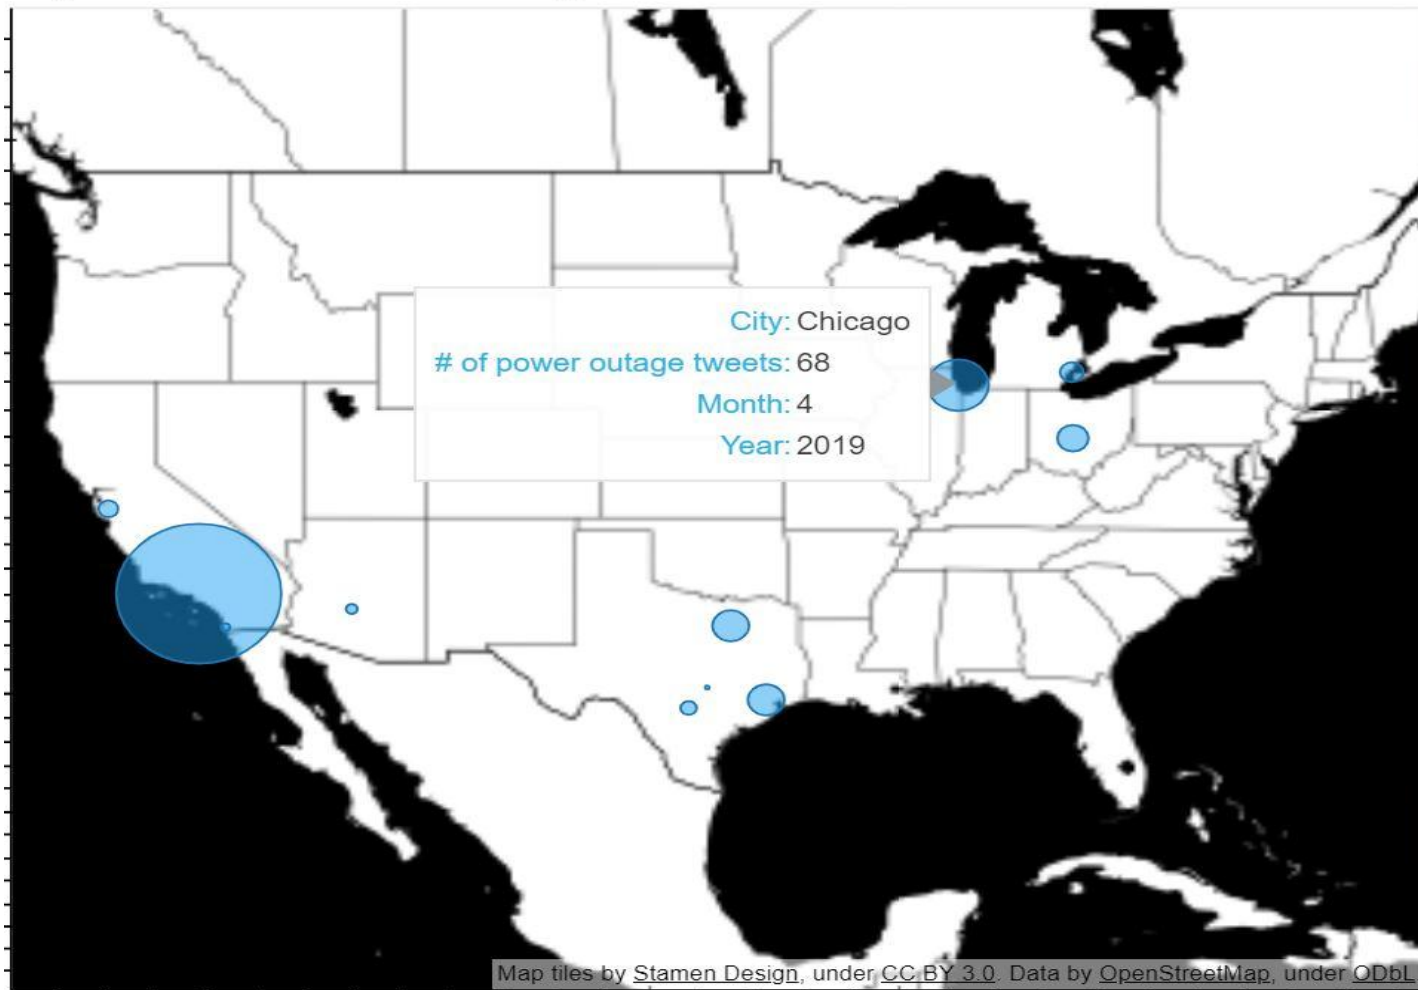 City: Chicago
# of power outage tweets: 68
Month: 4
Year: 2019
Map tiles by Stamen Design, under CC BY 3.0. Data by OpenStreetMap, under ODbL